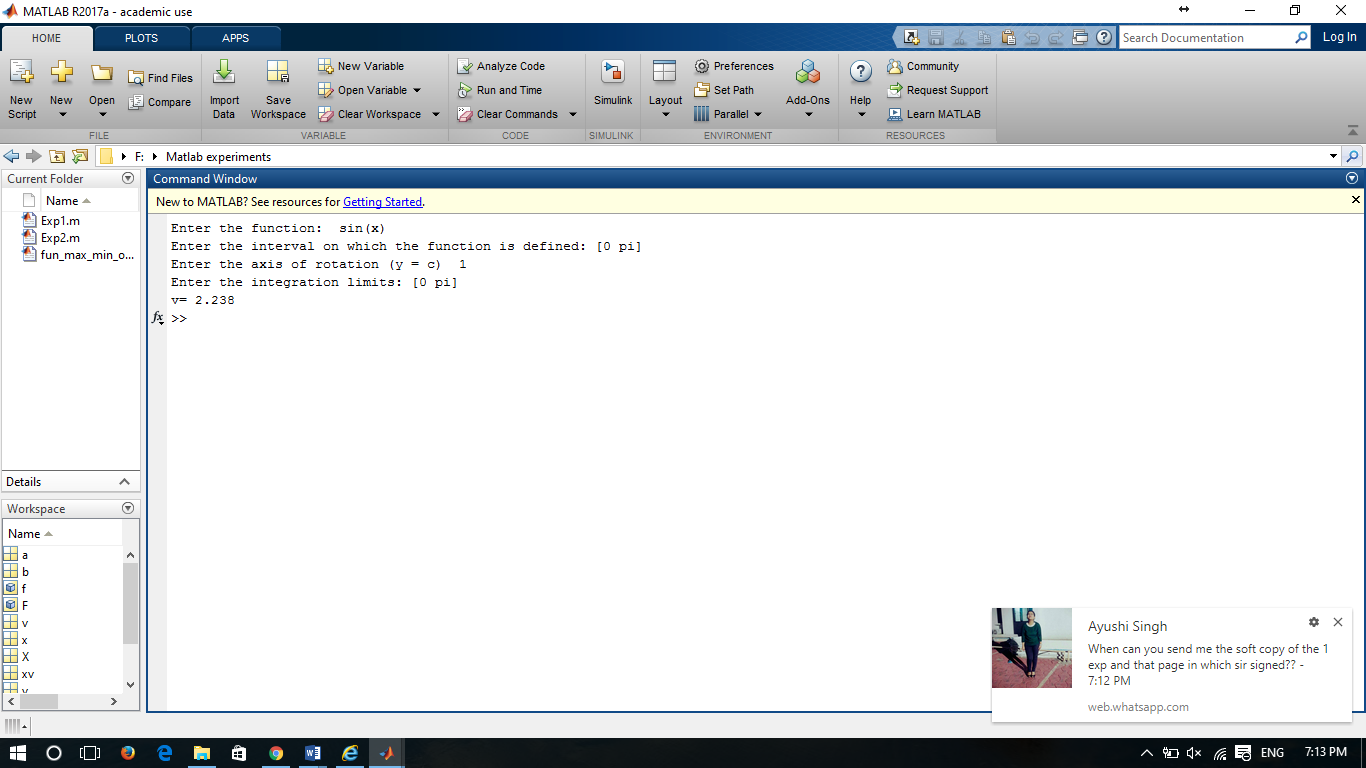 MATLAB R2017a - academic use
HOME
PLOTS
APPS
Search Documentation
Log In
New Script
New
Open
Find Files
Compare
Import Data
Save Workspace
New Variable
Open Variable
Clear Workspace
Analyze Code
Run and Time
Clear Commands
Simulink
Layout
Preferences
Set Path
Parallel
Add-Ons
Help
Community
Request Support
Learn MATLAB
FILE
VARIABLE
CODE
SIMULINK
ENVIRONMENT
RESOURCES
F:
Matlab experiments
Current Folder
Name
Exp1.m
Exp2.m
fun_max_min_o...
Details
Workspace
Name
a
b
f
F
v
x
X
xv
Command Window
New to MATLAB? See resources for Getting Started.
Enter the function:  sin(x)
Enter the interval on which the function is defined: [0 pi]
Enter the axis of rotation (y = c)  1
Enter the integration limits: [0 pi]
v= 2.238
fx >>
Ayushi Singh
When can you send me the soft copy of the 1
exp and that page in which sir signed?? -
7:12 PM
web.whatsapp.com
ENG
7:13 PM